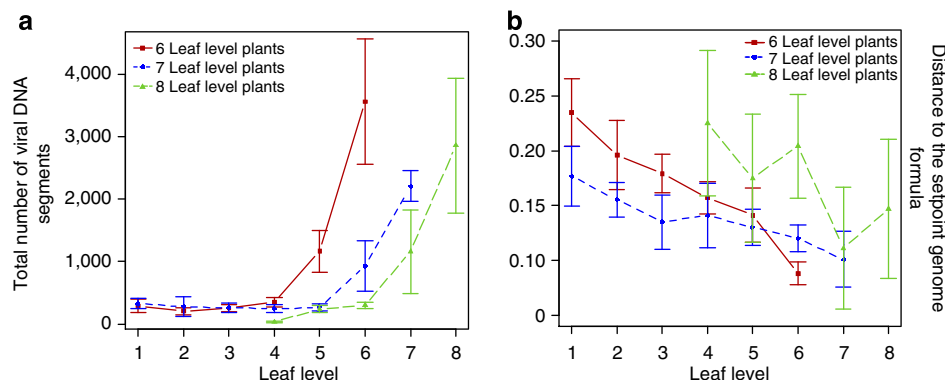 a
6 Leaf level plants
7 Leaf level plants
8 Leaf level plants
Total number of viral DNA
segments
4,000
3,000
2,000
1,000
0
1 2 3 4 5 6 7 8
Leaf level
b
6 Leaf level plants
7 Leaf level plants
8 Leaf level plants
0.30
0.25
0.20
0.15
0.10
0
1 2 3 4 5 6 7 8
Leaf level
Distance to the setpoint genome
formula